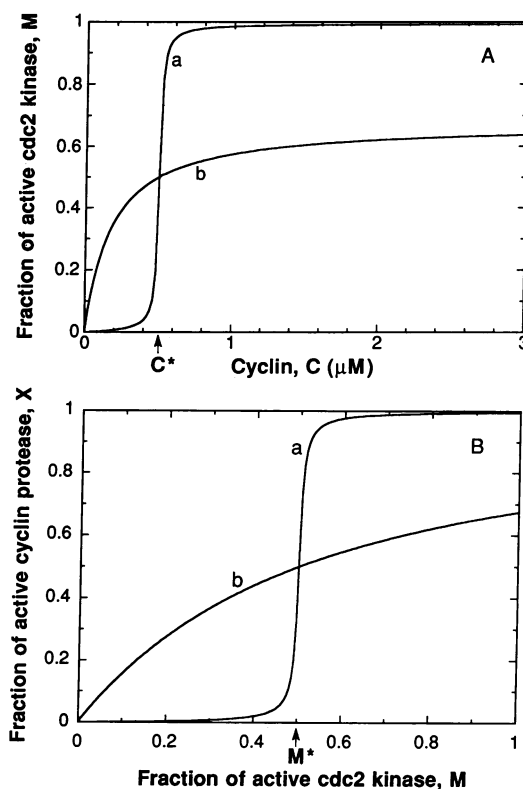 Fraction of active cdc2 kinase, M
1
0.8
0.6
0.4
0.2
0
a
b
A
0
1
2
3
C*
Cyclin, C (μM)
Fraction of active cyclin protease, X
1
0.8
0.6
0.4
0.2
0
a
b
B
0
0.2
0.4
0.6
0.8
1
M*
Fraction of active cdc2 kinase, M